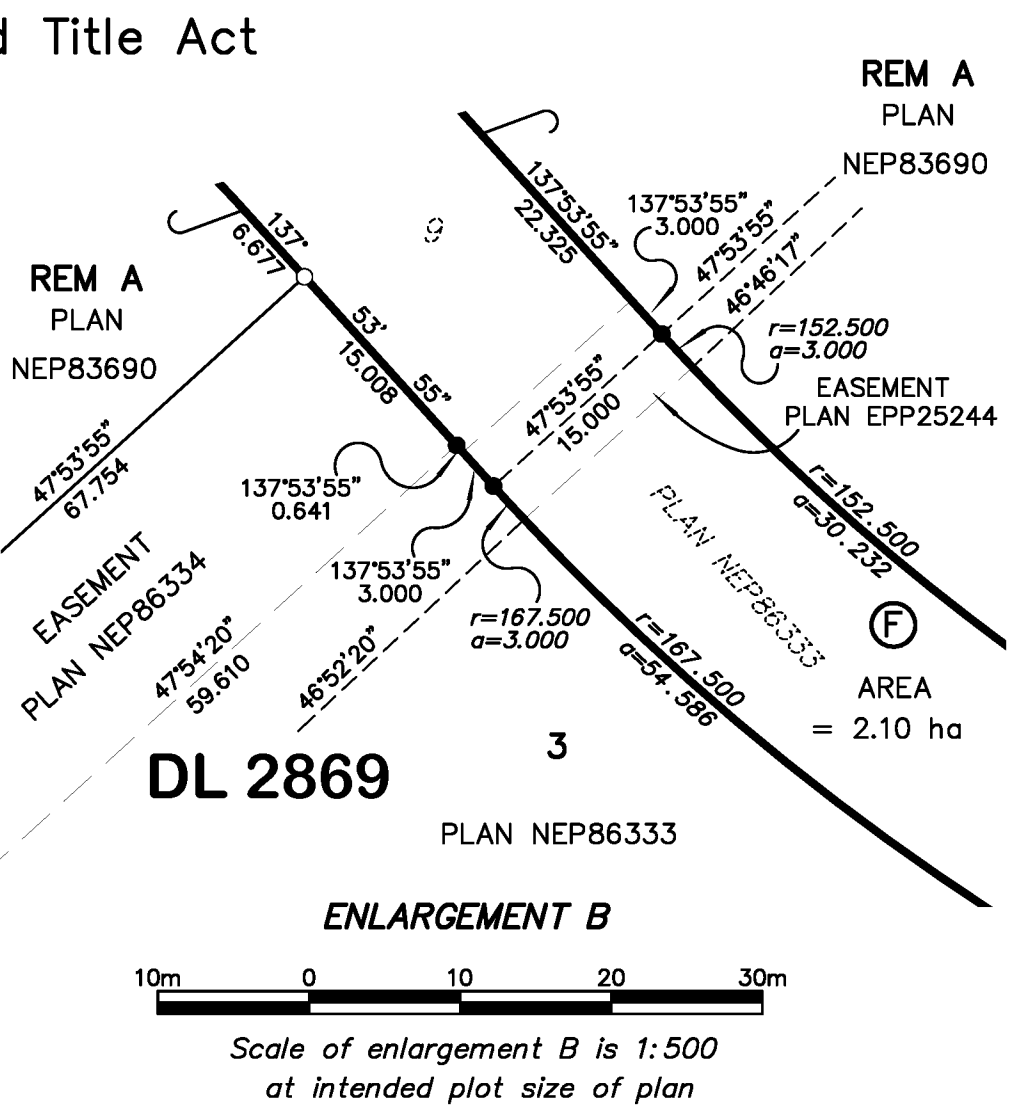 d Title Act
REM A
PLAN
NEP83690
137°53'55"
22.325
137°53'55"
3.000
47°53'55"
46°46'17"
137°
6.677
9
REM A
PLAN
NEP83690
53'
15.008
55"
r=152.500
a=3.000
47°53'55"
15.000
EASEMENT
PLAN EPP25244
47°53'55"
67.754
137°53'55"
0.641
r=152.500
a=30.232
PLAN NEP86333
137°53'55"
3.000
EASEMENT
PLAN NEP86334
r=167.500
a=3.000
r=167.500
a=54.586
F
AREA
= 2.10 ha
47°54'20"
59.610
46°52'20"
3
DL 2869
PLAN NEP86333
ENLARGEMENT B
10m 0 10 20 30m
Scale of enlargement B is 1:500
at intended plot size of plan